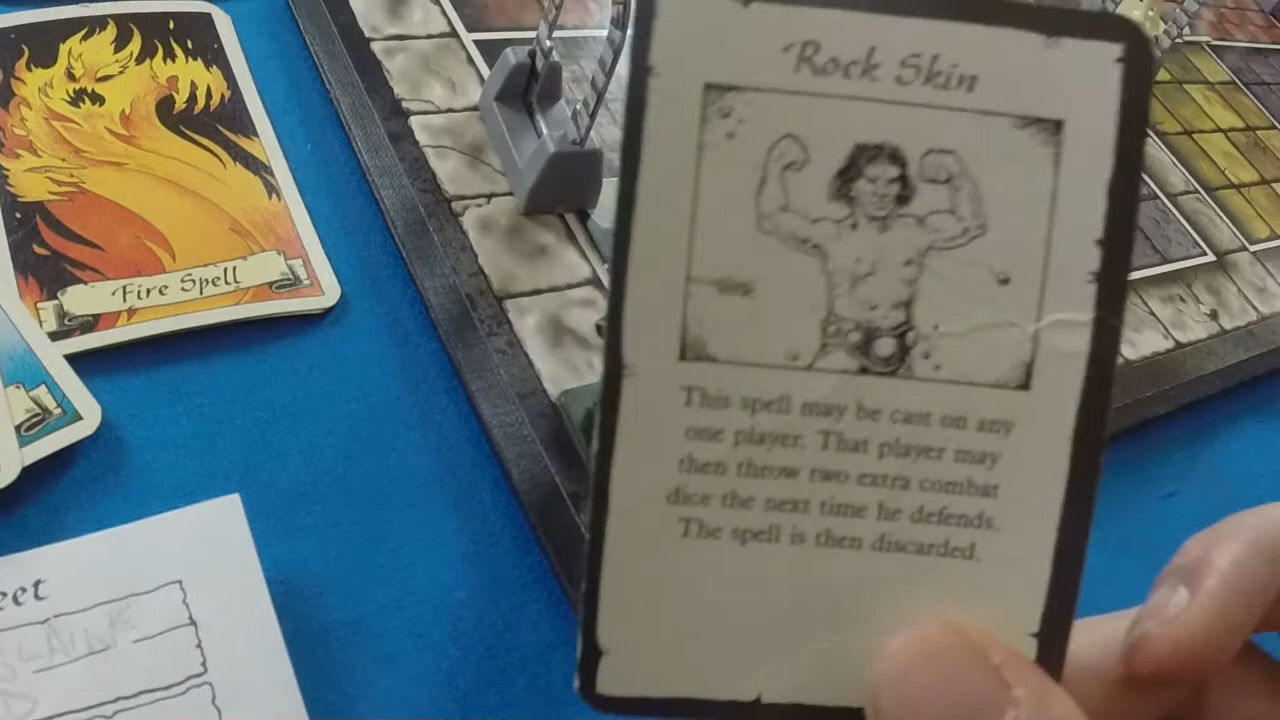 Rock Skin
This spell may be cast on any
one player. That player may
then throw two extra combat
dice the next time he defends.
The spell is then discarded.
Fire Spell
eet